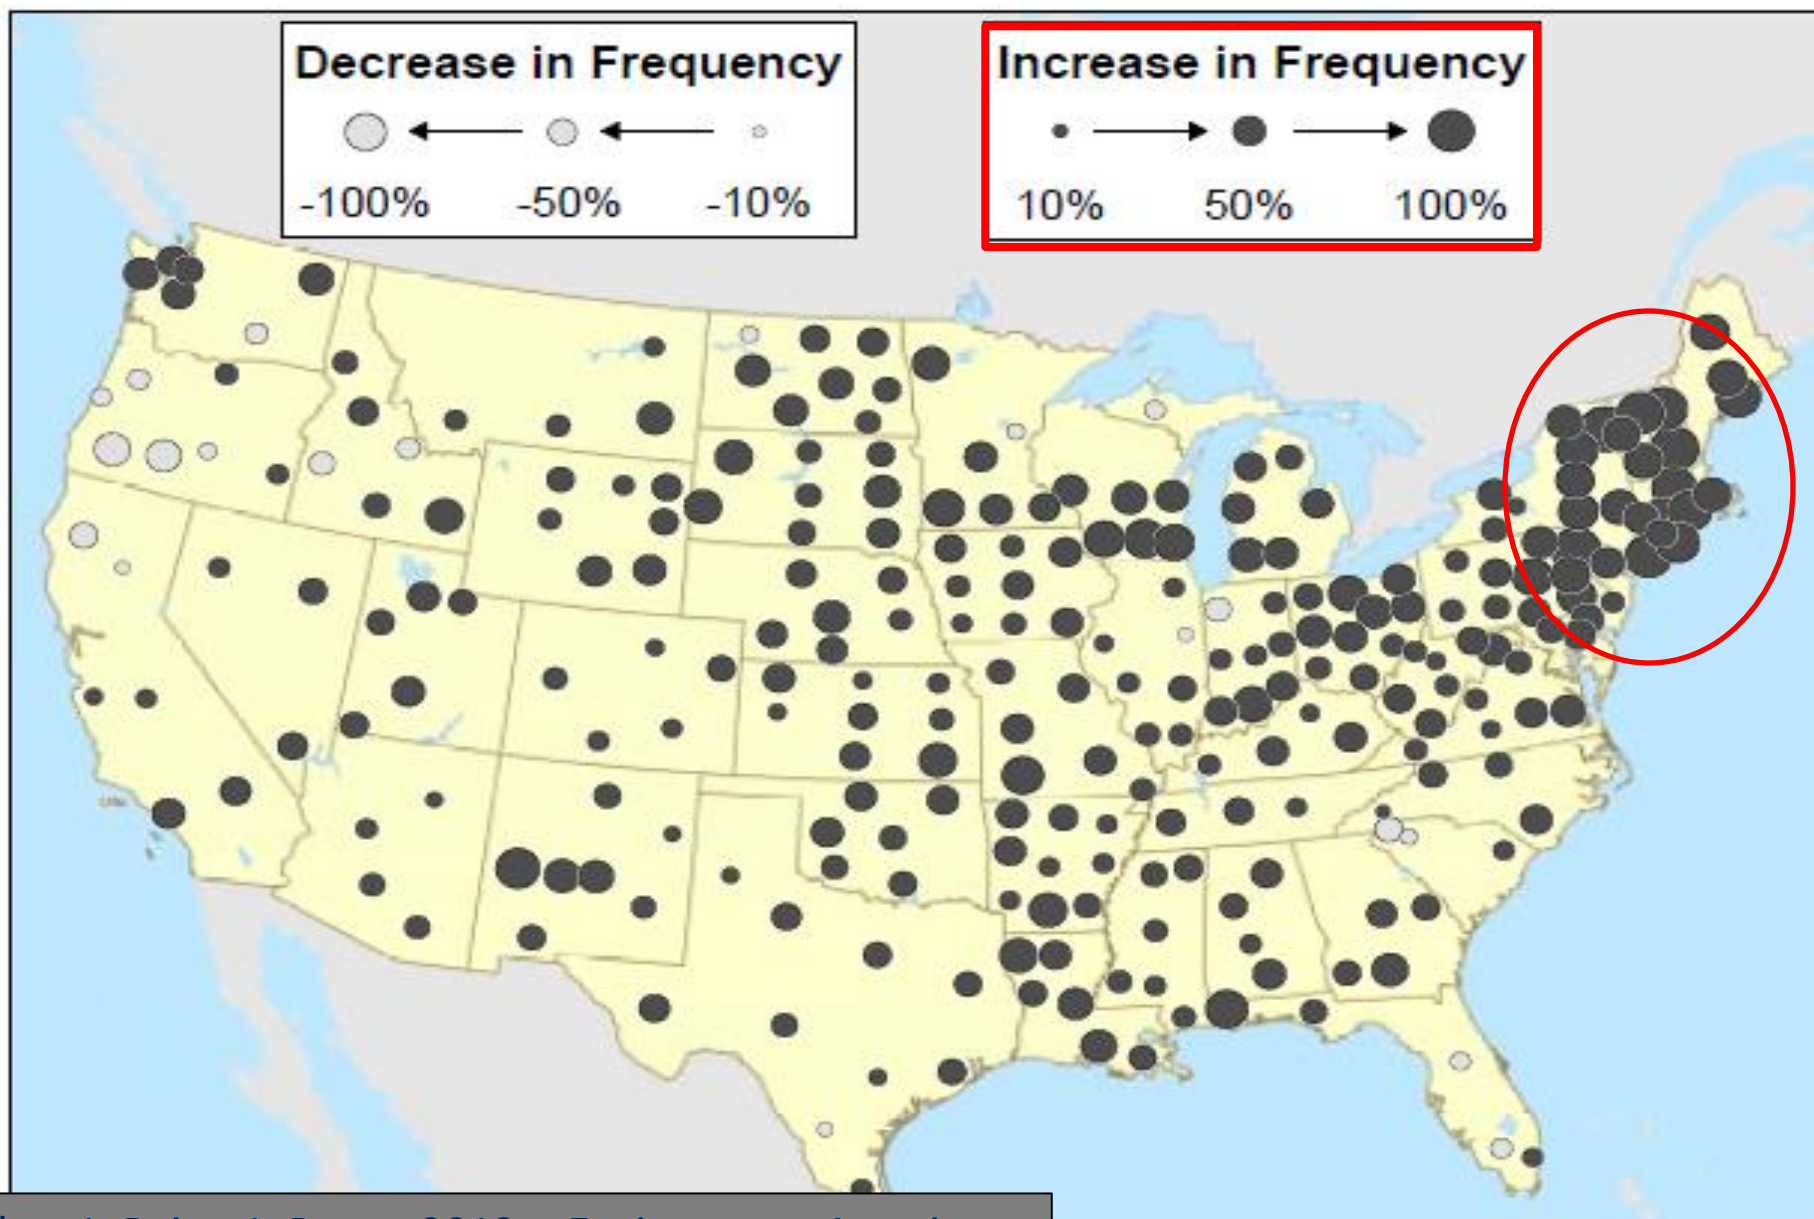 Decrease in Frequency
-100% -50% -10%
Increase in Frequency
10% 50% 100%